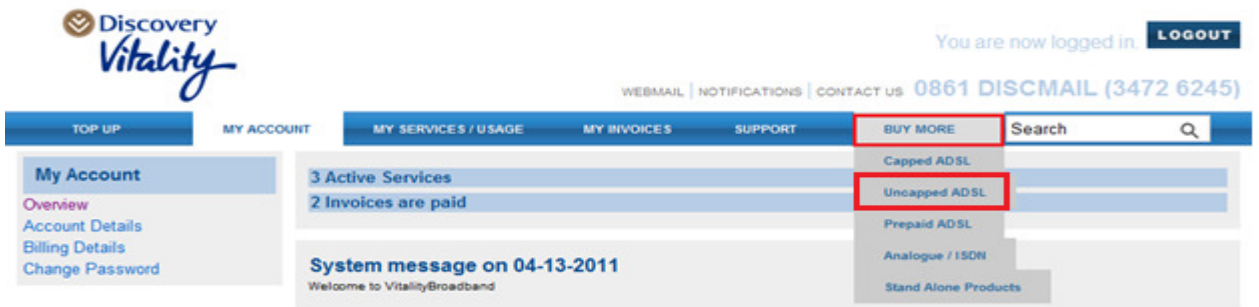 Discovery
Vitality
You are now logged in. LOGOUT
WEBMAIL | NOTIFICATIONS | CONTACT US 0861 DISCMAIL (3472 6245)
TOP UP MY ACCOUNT MY SERVICES / USAGE MY INVOICES SUPPORT BUY MORE Search
My Account
Overview
Account Details
Billing Details
Change Password
3 Active Services
2 Invoices are paid
System message on 04-13-2011
Welcome to VitalityBroadband
Capped ADSL
Uncapped ADSL
Prepaid ADSL
Analogue / ISDN
Stand Alone Products